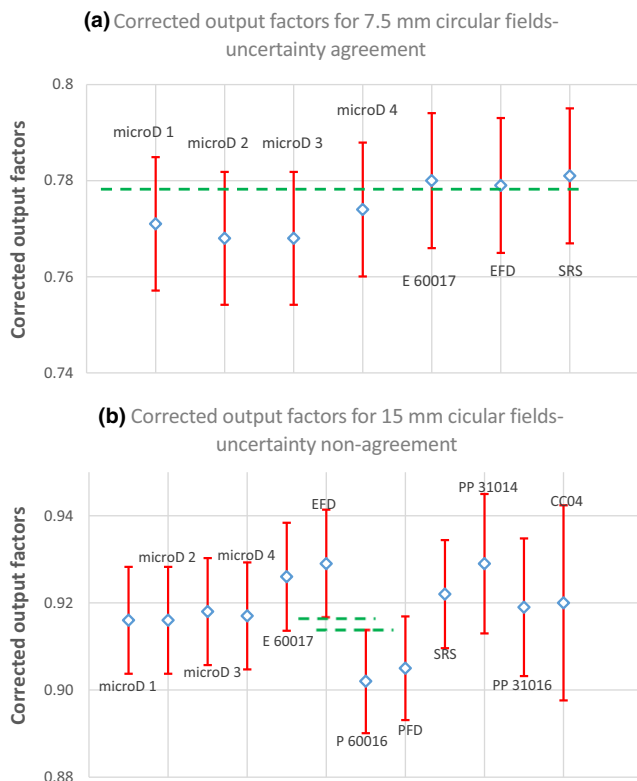 (a) Corrected output factors for 7.5 mm circular fields-
uncertainty agreement
Corrected output factors
0.8
0.78
0.76
0.74
microD 1
microD 2
microD 3
microD 4
E 60017
EFD
SRS
(b) Corrected output factors for 15 mm cicular fields-
uncertainty non-agreement
Corrected output factors
0.94
0.92
0.90
0.88
microD 1
microD 2
microD 3
microD 4
E 60017
EFD
P 60016
PFD
SRS
PP 31014
PP 31016
CC04